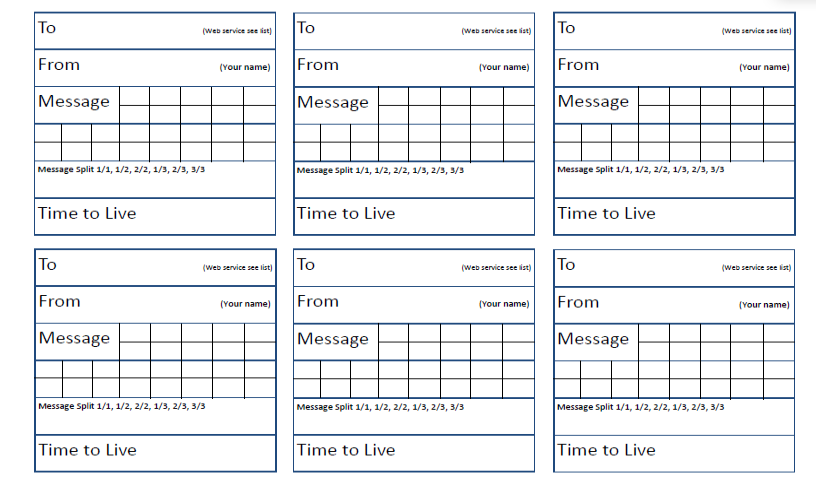 To (Web service see list)
From (Your name)
Message
Message Split 1/1, 1/2, 2/2, 1/3, 2/3, 3/3
Time to Live
To (Web service see list)
From (Your name)
Message
Message Split 1/1, 1/2, 2/2, 1/3, 2/3, 3/3
Time to Live
To (Web service see list)
From (Your name)
Message
Message Split 1/1, 1/2, 2/2, 1/3, 2/3, 3/3
Time to Live
To (Web service see list)
From (Your name)
Message
Message Split 1/1, 1/2, 2/2, 1/3, 2/3, 3/3
Time to Live
To (Web service see list)
From (Your name)
Message
Message Split 1/1, 1/2, 2/2, 1/3, 2/3, 3/3
Time to Live
To (Web service see list)
From (Your name)
Message
Message Split 1/1, 1/2, 2/2, 1/3, 2/3, 3/3
Time to Live